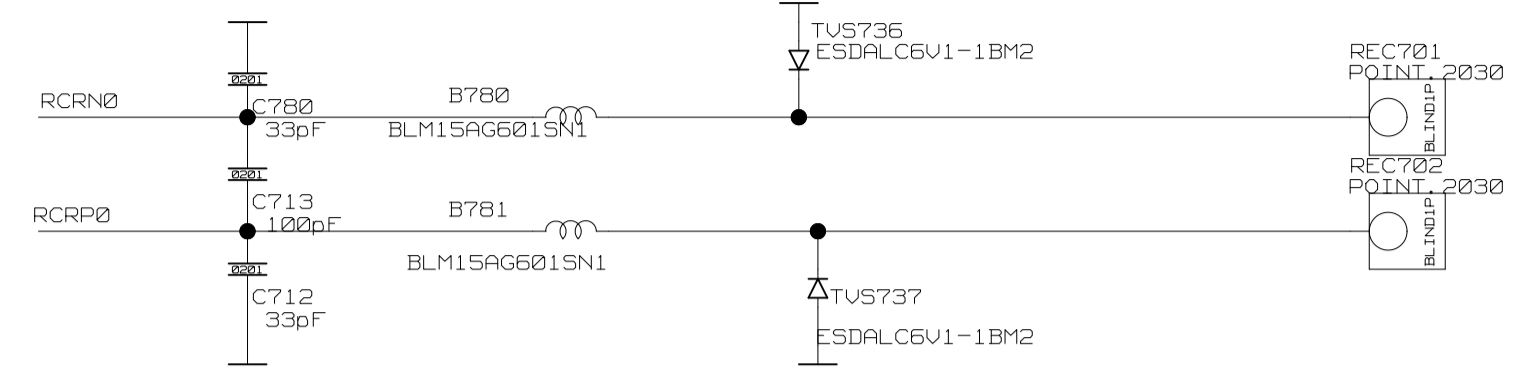 TVS736
ESDALC6V1-1BM2
REC701
POINT. 2030
BLIND1P
0201
RCRN0
C780
33pF
B780
BLM15AG601SN1
0201
C713
100pF
REC702
POINT. 2030
BLIND1P
RCRP0
B781
BLM15AG601SN1
0201
C712
33pF
TVS737
ESDALC6V1-1BM2